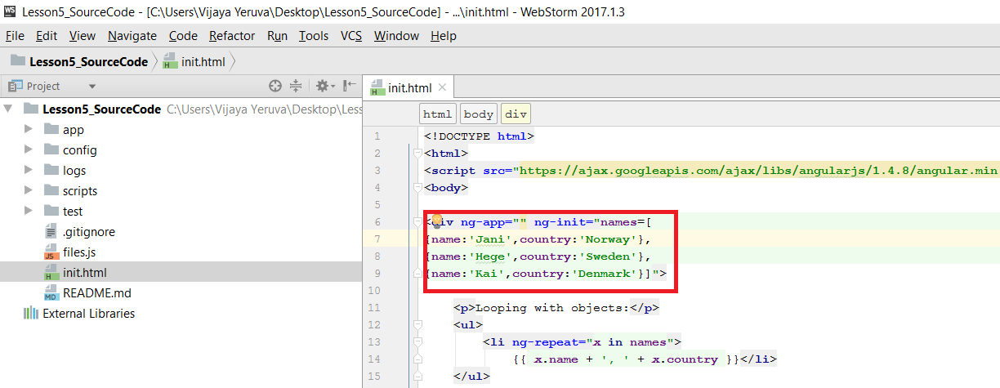 WS Lesson5_SourceCode - [C:\Users\Vijaya Yeruva\Desktop\Lesson5_SourceCode] - ...\init.html - WebStorm 2017.1.3
File Edit View Navigate Code Refactor Run Tools VCS Window Help
Lesson5_SourceCode H init.html
Project
H init.html
Lesson5_SourceCode C:\Users\Vijaya Yeruva\Desktop\Less
app
config
logs
scripts
test
.gitignore
JS files.js
H init.html
MD README.md
External Libraries
html body div
1 <!DOCTYPE html>
2 <html>
3 <script src="https://ajax.googleapis.com/ajax/libs/angularjs/1.4.8/angular.min
4 <body>
5
6 <div ng-app="" ng-init="names=[
7 {name:'Jani',country:'Norway'},
8 {name:'Hege',country:'Sweden'},
9 {name:'Kai',country:'Denmark'}]">
10
11 <p>Looping with objects:</p>
12 <ul>
13 <li ng-repeat="x in names">
14 {{ x.name + ', ' + x.country }}</li>
15 </ul>